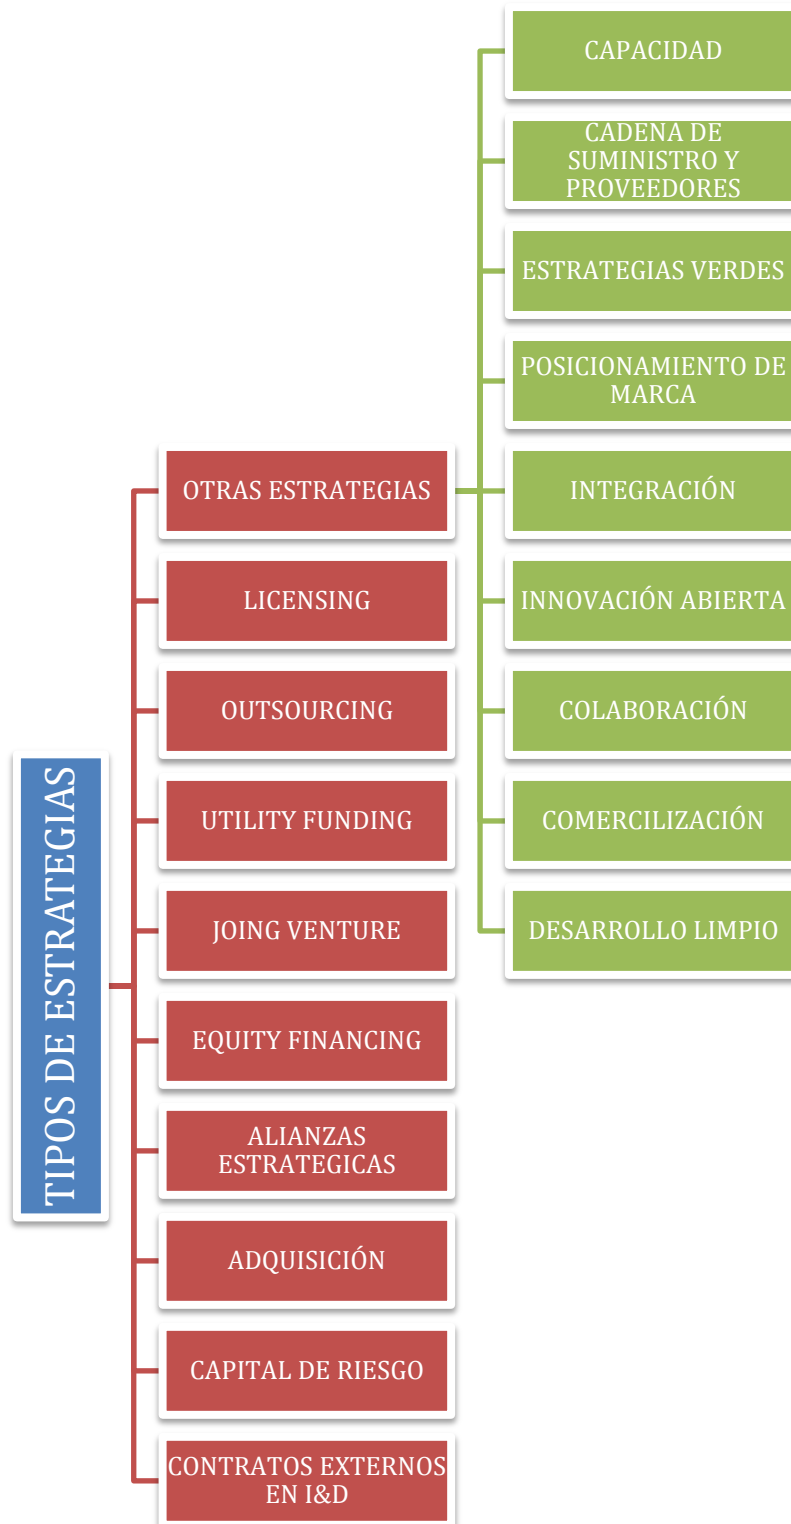 TIPOS DE ESTRATEGIAS
OTRAS ESTRATEGIAS
CAPACIDAD
CADENA DE
SUMINISTRO Y
PROVEEDORES
ESTRATEGIAS VERDES
POSICIONAMIENTO DE
MARCA
INTEGRACIÓN
INNOVACIÓN ABIERTA
COLABORACIÓN
COMERCILIZACIÓN
DESARROLLO LIMPIO
LICENSING
OUTSOURCING
UTILITY FUNDING
JOING VENTURE
EQUITY FINANCING
ALIANZAS
ESTRATEGICAS
ADQUISICIÓN
CAPITAL DE RIESGO
CONTRATOS EXTERNOS
EN I&D